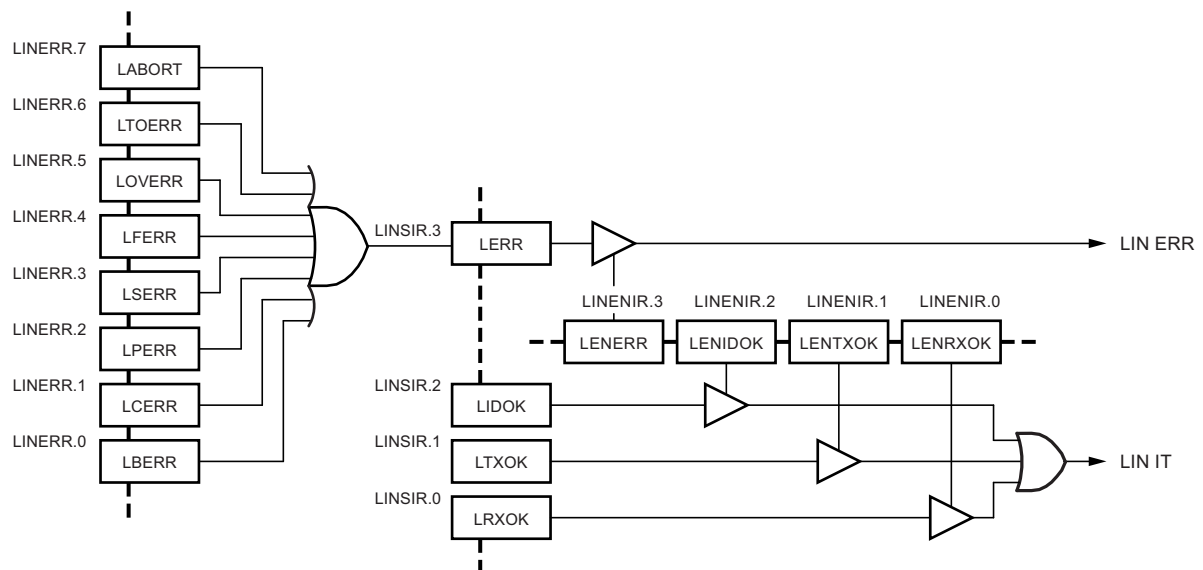 LINERR.7
LABORT
LINERR.6
LTOERR
LINERR.5
LOVERR
LINERR.4
LFERR
LINERR.3
LSERR
LINERR.2
LPERR
LINERR.1
LCERR
LINERR.0
LBERR
LINSIR.3
LERR
LIN ERR
LINENIR.3 LINENIR.2 LINENIR.1 LINENIR.0
LENERR LENIDOK LENTXOK LENRXOK
LINSIR.2
LIDOK
LINSIR.1
LTXOK
LIN IT
LINSIR.0
LRXOK